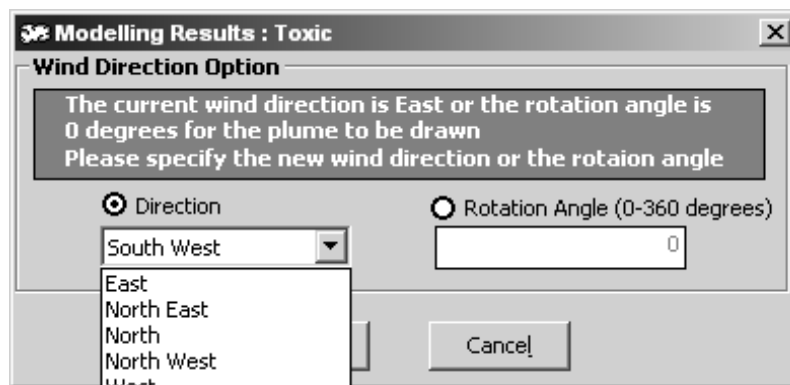 Modelling Results : Toxic
Wind Direction Option
The current wind direction is East or the rotation angle is
0 degrees for the plume to be drawn
Please specify the new wind direction or the rotaion angle
Direction
Rotation Angle (0-360 degrees)
South West
0
East
North East
North
North West
West
Cancel